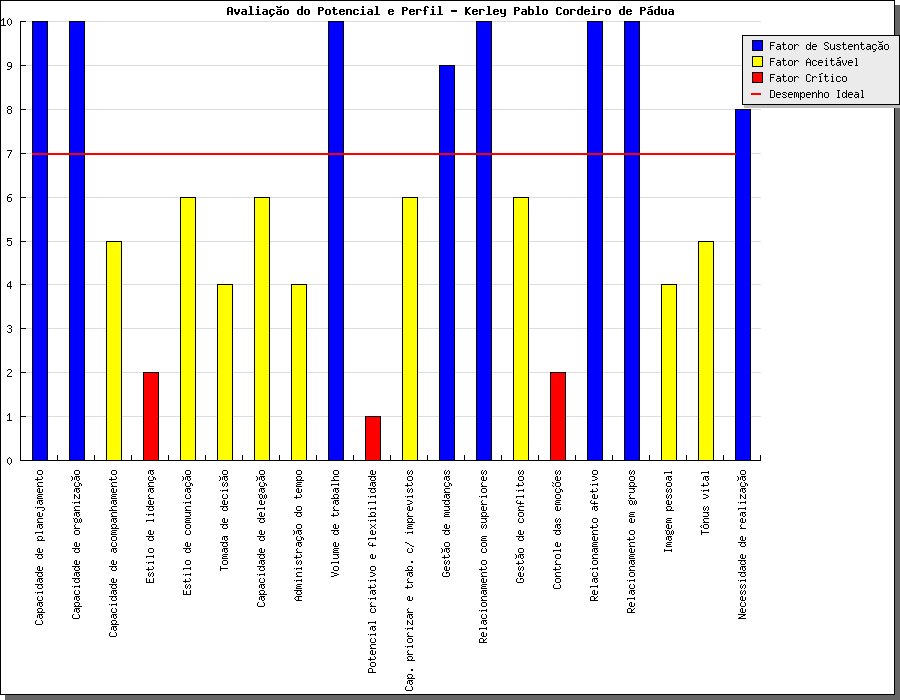 Avaliação do Potencial e Perfil - Kerley Pablo Cordeiro de Pádua
Fator de Sustentação
Fator Aceitável
Fator Crítico
Desempenho Ideal
10
9
8
7
6
5
4
3
2
1
0
Capacidade de planejamento
Capacidade de organização
Capacidade de acompanhamento
Estilo de liderança
Estilo de comunicação
Tomada de decisão
Capacidade de delegação
Administração do tempo
Volume de trabalho
Potencial criativo e flexibilidade
Cap. priorizar e trab. c/ imprevistos
Gestão de mudanças
Relacionamento com superiores
Gestão de conflitos
Controle das emoções
Relacionamento afetivo
Relacionamento em grupos
Imagem pessoal
Tônus vital
Necessidade de realização